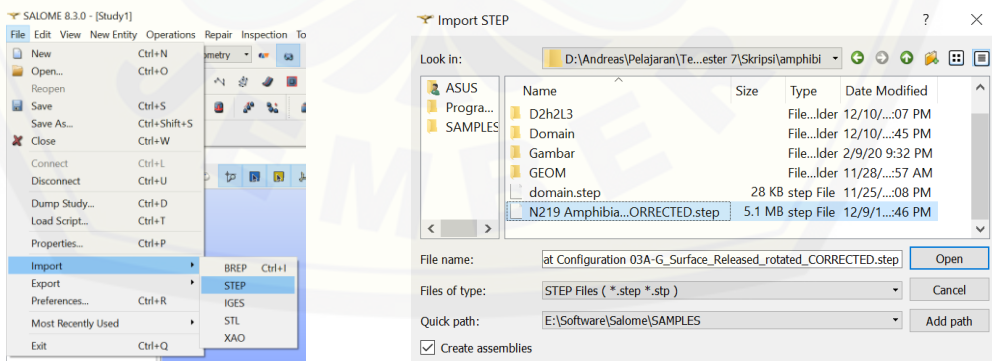 SALOME 8.3.0 - [Study1]
File Edit View New Entity Operations Repair Inspection To
New Ctrl+N
Open... Ctrl+O
Reopen
Save Ctrl+S
Save As... Ctrl+Shift+S
Close Ctrl+W
Connect Ctrl+L
Disconnect Ctrl+U
Dump Study... Ctrl+D
Load Script... Ctrl+T
Properties... Ctrl+P
Import
Export
Preferences... Ctrl+R
Most Recently Used
Exit Ctrl+Q
ometry
BREP Ctrl+I
STEP
IGES
STL
XAO
Import STEP
Look in: D:\Andreas\Pelajaran\Te...ester 7\Skripsi\amphibi
ASUS
Progra...
SAMPLES
Name Size Type Date Modified
D2h2L3 File...lder 12/10/...:07 PM
Domain File...lder 12/10/...:45 PM
Gambar File...lder 2/9/20 9:32 PM
GEOM File...lder 11/28/...:57 AM
domain.step 28 KB step File 11/25/...:08 PM
N219 Amphibia...ORRECTED.step 5.1 MB step File 12/9/1...:46 PM
File name: at Configuration 03A-G_Surface_Released_rotated_CORRECTED.step Open
Files of type: STEP Files ( *.step *.stp ) Cancel
Quick path: E:\Software\Salome\SAMPLES Add path
Create assemblies